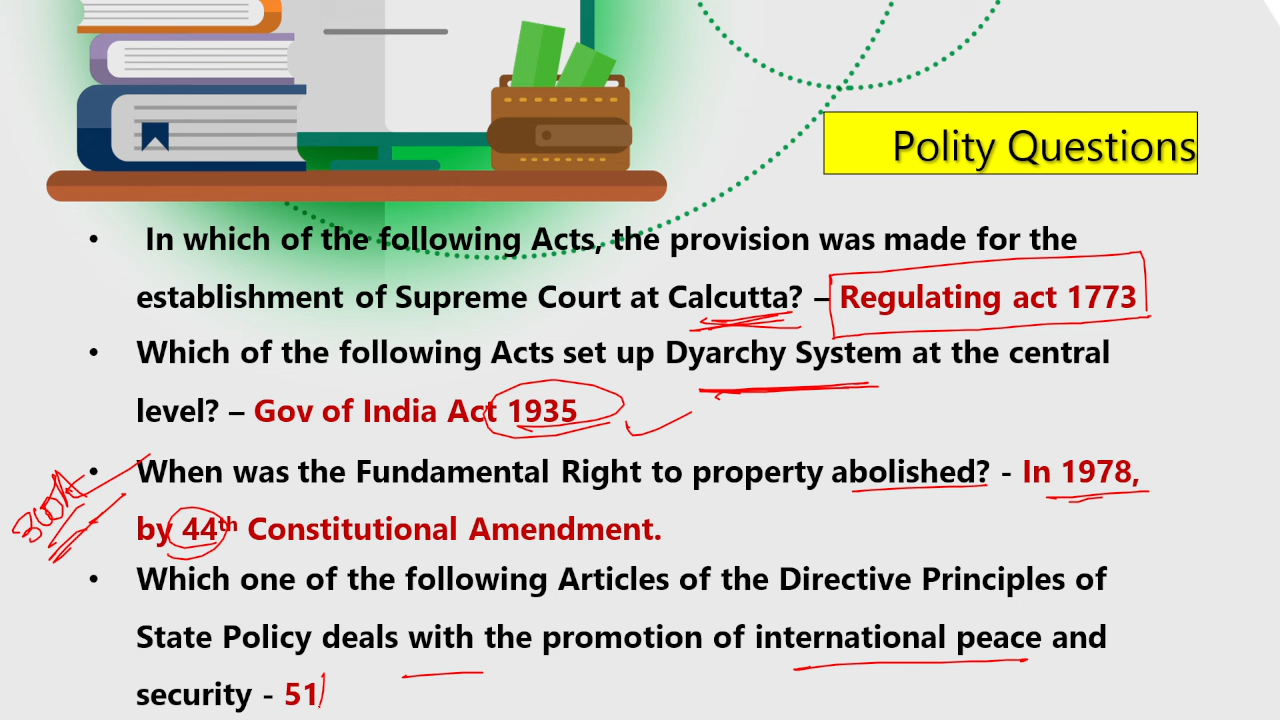 Polity Questions
• In which of the following Acts, the provision was made for the
establishment of Supreme Court at Calcutta? – Regulating act 1773
• Which of the following Acts set up Dyarchy System at the central
level? – Gov of India Act 1935
• When was the Fundamental Right to property abolished? - In 1978,
by 44th Constitutional Amendment.
300A
• Which one of the following Articles of the Directive Principles of
State Policy deals with the promotion of international peace and
security - 51